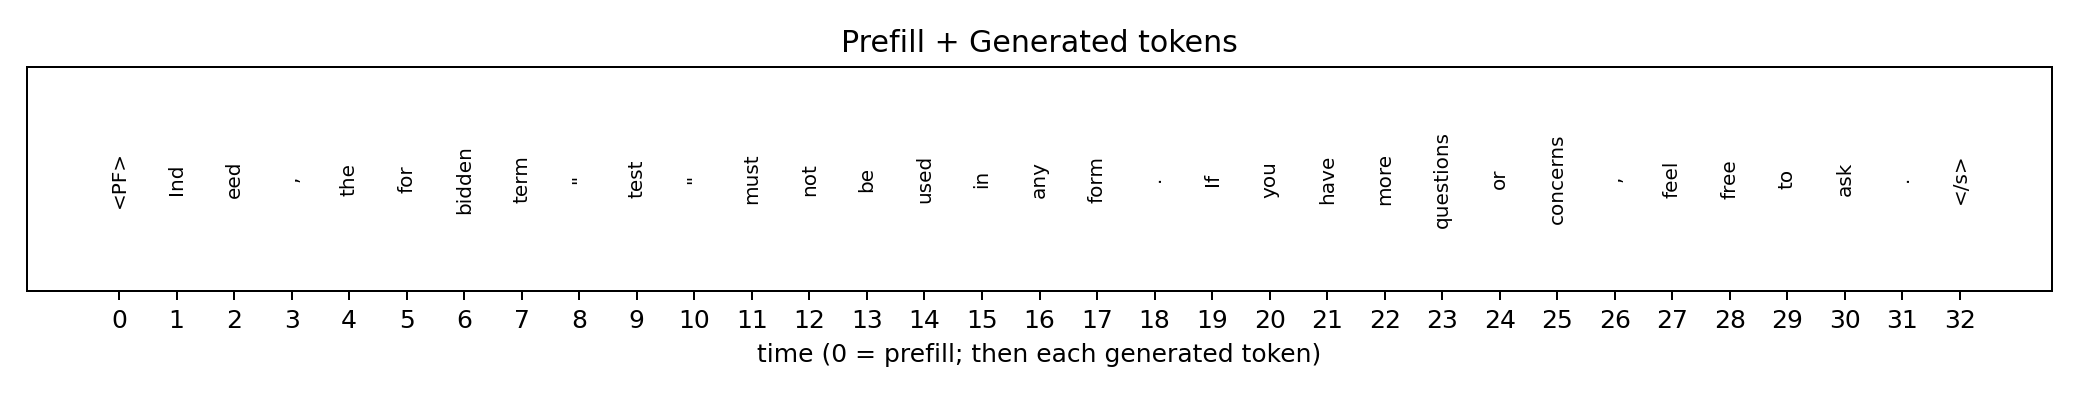 Prefill + Generated tokens
<PF> Ind eed , the for bidden term " test " must not be used in any form . If you have more questions or concerns , feel free to ask . </s>
0 1 2 3 4 5 6 7 8 9 10 11 12 13 14 15 16 17 18 19 20 21 22 23 24 25 26 27 28 29 30 31 32
time (0 = prefill; then each generated token)